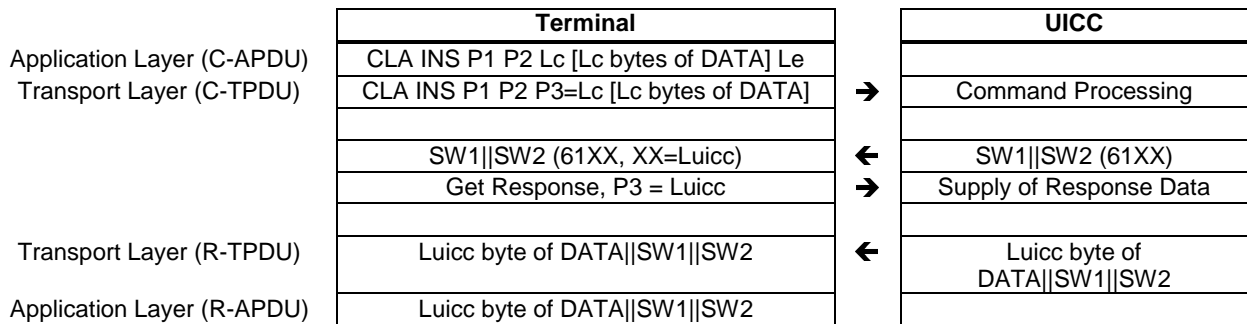 Terminal UICC
Application Layer (C-APDU) CLA INS P1 P2 Lc [Lc bytes of DATA] Le
Transport Layer (C-TPDU) CLA INS P1 P2 P3=Lc [Lc bytes of DATA] → Command Processing
SW1||SW2 (61XX, XX=Luicc) ← SW1||SW2 (61XX)
Get Response, P3 = Luicc → Supply of Response Data
Transport Layer (R-TPDU) Luicc byte of DATA||SW1||SW2 ← Luicc byte of
DATA||SW1||SW2
Application Layer (R-APDU) Luicc byte of DATA||SW1||SW2